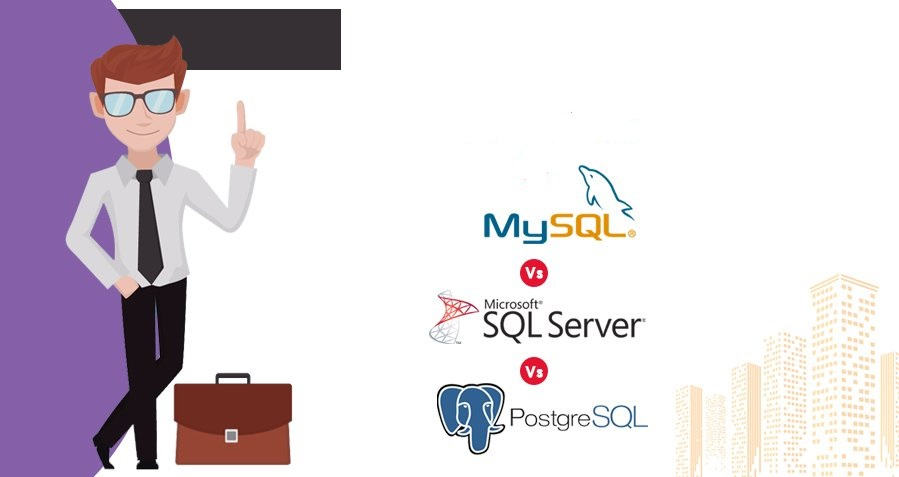 MySQL®
Vs
Microsoft®
SQL Server®
Vs
PostgreSQL